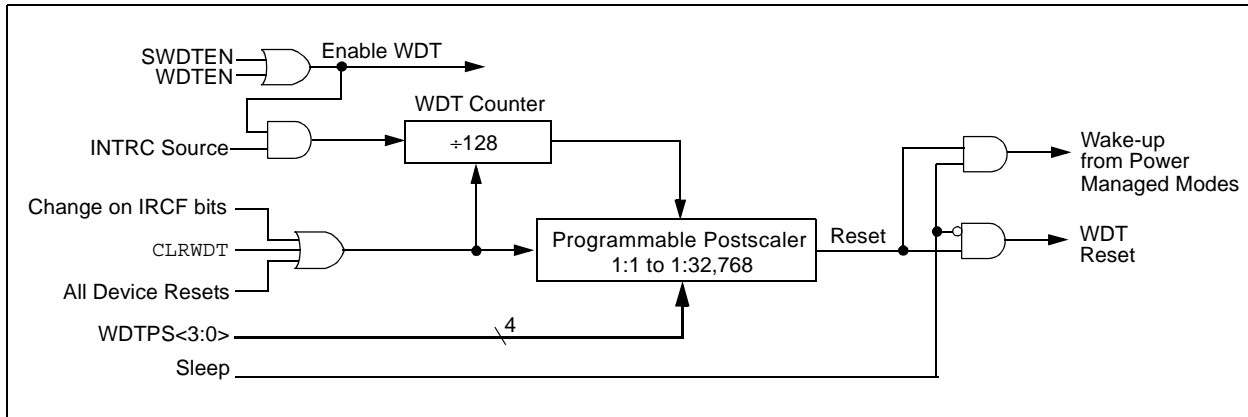 SWDTEN
WDTEN
Enable WDT
WDT Counter
÷128
INTRC Source
Wake-up
from Power
Managed Modes
Change on IRCF bits
CLRWDT
All Device Resets
Programmable Postscaler
1:1 to 1:32,768
Reset
WDT
Reset
WDTPS<3:0>
4
Sleep